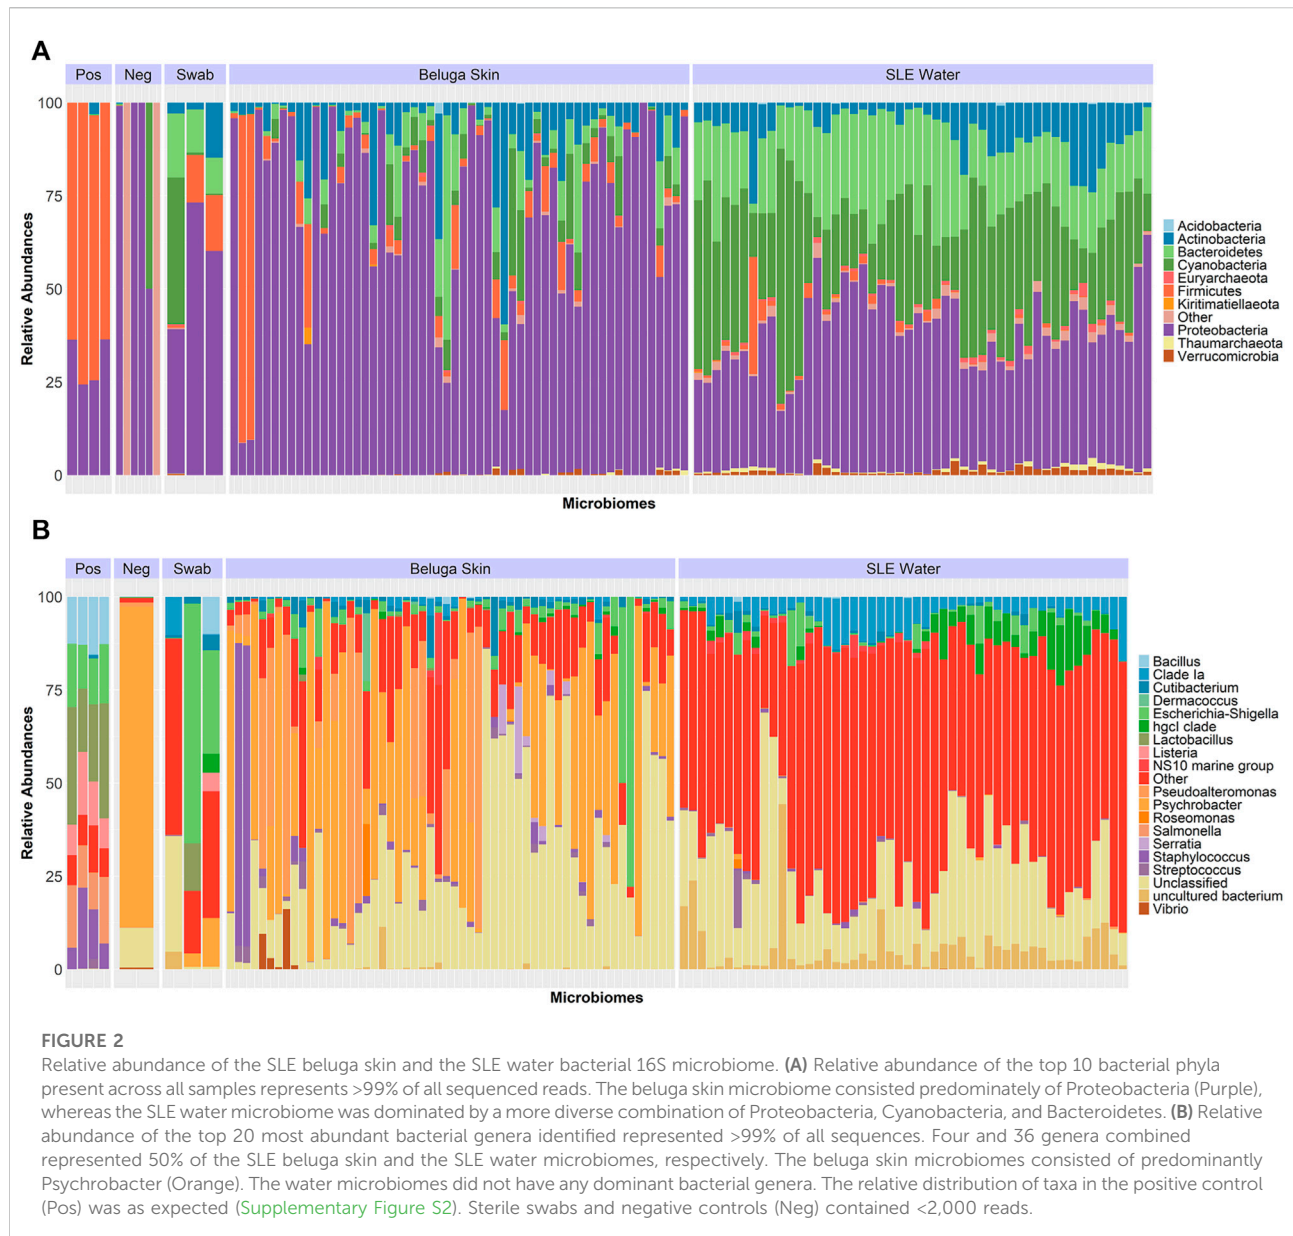 A
Pos Neg Swab Beluga Skin SLE Water
100
75
50
25
0
Relative Abundances
Microbiomes
Acidobacteria
Actinobacteria
Bacteroidetes
Cyanobacteria
Euryarchaeota
Firmicutes
Kiritimatiellaeota
Other
Proteobacteria
Thaumarchaeota
Verrucomicrobia
B
Pos Neg Swab Beluga Skin SLE Water
100
75
50
25
0
Relative Abundances
Microbiomes
Bacillus
Clade Ia
Cutibacterium
Dermacoccus
Escherichia-Shigella
hgcI clade
Lactobacillus
Listeria
NS10 marine group
Other
Pseudoalteromonas
Psychrobacter
Roseomonas
Salmonella
Serratia
Staphylococcus
Streptococcus
Unclassified
uncultured bacterium
Vibrio
FIGURE 2
Relative abundance of the SLE beluga skin and the SLE water bacterial 16S microbiome. (A) Relative abundance of the top 10 bacterial phyla
present across all samples represents >99% of all sequenced reads. The beluga skin microbiome consisted predominately of Proteobacteria (Purple),
whereas the SLE water microbiome was dominated by a more diverse combination of Proteobacteria, Cyanobacteria, and Bacteroidetes. (B) Relative
abundance of the top 20 most abundant bacterial genera identified represented >99% of all sequences. Four and 36 genera combined
represented 50% of the SLE beluga skin and the SLE water microbiomes, respectively. The beluga skin microbiomes consisted of predominantly
Psychrobacter (Orange). The water microbiomes did not have any dominant bacterial genera. The relative distribution of taxa in the positive control
(Pos) was as expected (Supplementary Figure S2). Sterile swabs and negative controls (Neg) contained <2,000 reads.